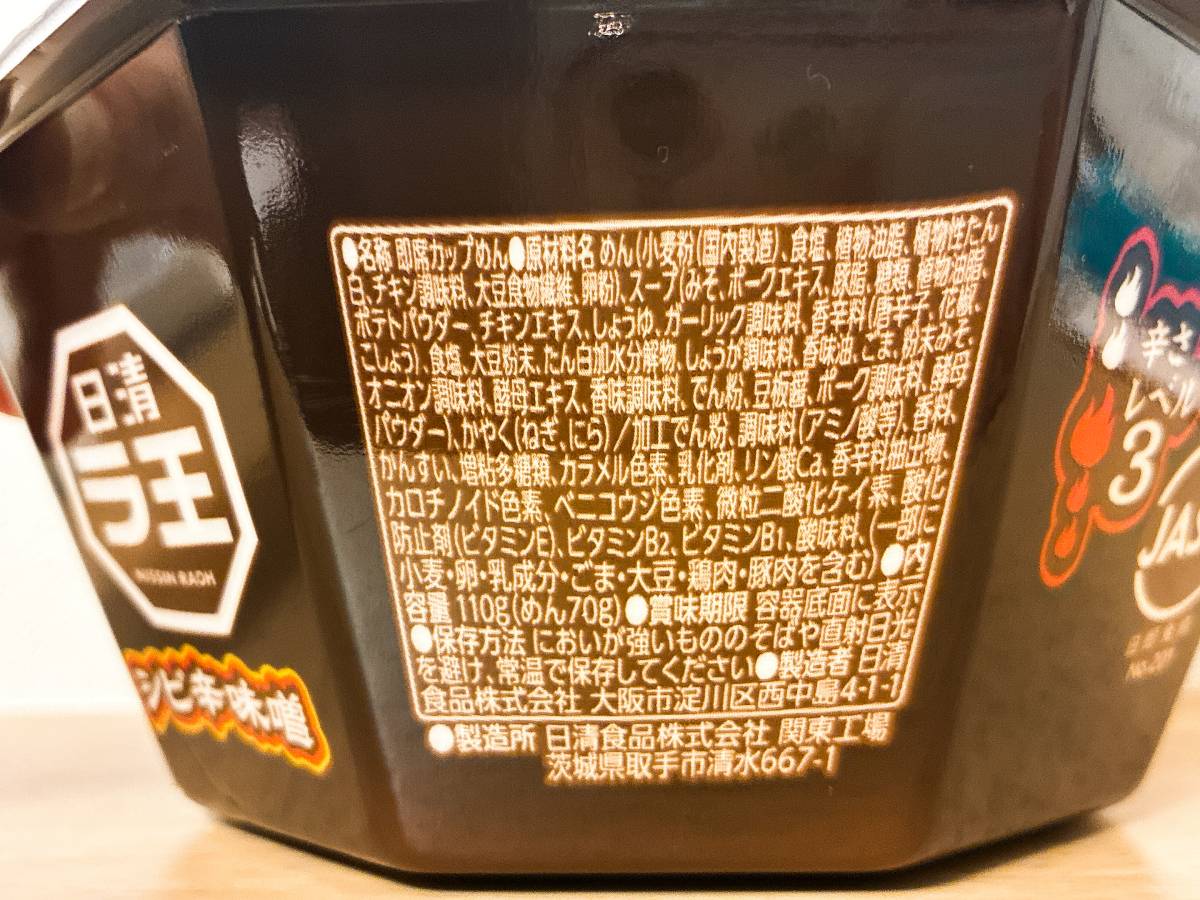 日清
ラ王
NISSIN RAOH
シビ辛味噌
●名称 即席カップめん●原材料名 めん(小麦粉(国内製造)、食塩、植物油脂、植物性たん
白、チキン調味料、大豆食物繊維、卵粉)、スープ(みそ、ポークエキス、豚脂、糖類、植物油脂、
ポテトパウダー、チキンエキス、しょうゆ、ガーリック調味料、香辛料(唐辛子、花椒、
こしょう)、食塩、大豆粉末、たん白加水分解物、しょうが調味料、香味油、ごま、粉末みそ、
オニオン調味料、酵母エキス、香味調味料、でん粉、豆板醤、ポーク調味料、酵母
パウダー)、かやく(ねぎ、にら)/加工でん粉、調味料(アミノ酸等)、香料、
かんすい、増粘多糖類、カラメル色素、乳化剤、リン酸Ca、香辛料抽出物、
カロチノイド色素、ベニコウジ色素、微粒二酸化ケイ素、酸化
防止剤(ビタミンE)、ビタミンB2、ビタミンB1、酸味料、(一部に
小麦・卵・乳成分・ごま・大豆・鶏肉・豚肉を含む)●内
容量 110g(めん70g)●賞味期限 容器底面に表示
●保存方法 においが強いもののそばや直射日光
を避け、常温で保存してください●製造者 日清
食品株式会社 大阪市淀川区西中島4-1-1
●製造所 日清食品株式会社 関東工場
茨城県取手市清水667-1
辛さ
レベル
3
JAS